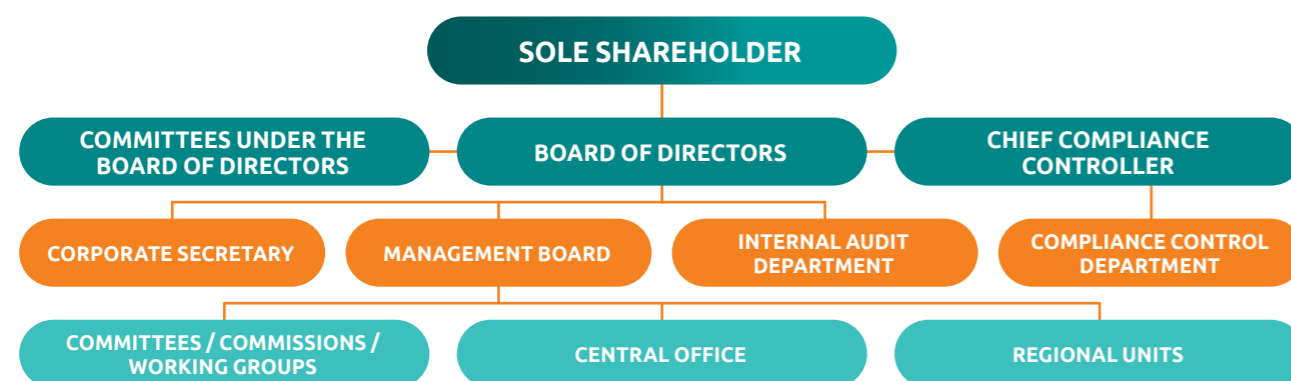 SOLE SHAREHOLDER
COMMITTEES UNDER THE
BOARD OF DIRECTORS
BOARD OF DIRECTORS
CHIEF COMPLIANCE
CONTROLLER
CORPORATE SECRETARY
MANAGEMENT BOARD
INTERNAL AUDIT
DEPARTMENT
COMPLIANCE CONTROL
DEPARTMENT
COMMITTEES / COMMISSIONS /
WORKING GROUPS
CENTRAL OFFICE
REGIONAL UNITS